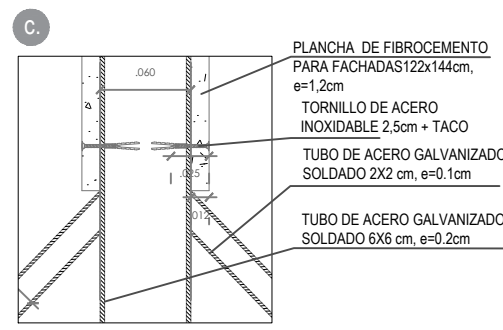 C.
.060
.025
.012
PLANCHA DE FIBROCEMENTO
PARA FACHADAS122x144cm,
e=1,2cm
TORNILLO DE ACERO
INOXIDABLE 2,5cm + TACO
TUBO DE ACERO GALVANIZADO
SOLDADO 2X2 cm, e=0.1cm
TUBO DE ACERO GALVANIZADO
SOLDADO 6X6 cm, e=0.2cm